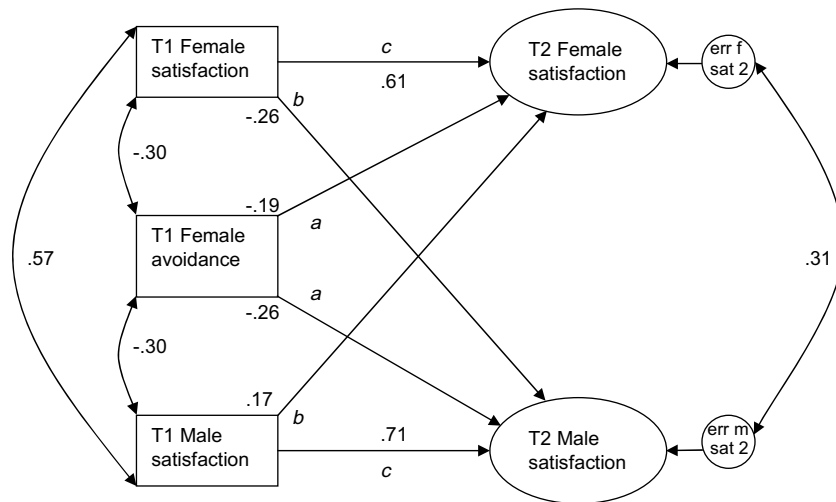 T1 Female
satisfaction
c
.61
T2 Female
satisfaction
err f
sat 2
b
-.26
-.30
-.19
a
T1 Female
avoidance
.57
.31
a
-.26
-.30
.17
b
T1 Male
satisfaction
.71
c
T2 Male
satisfaction
err m
sat 2